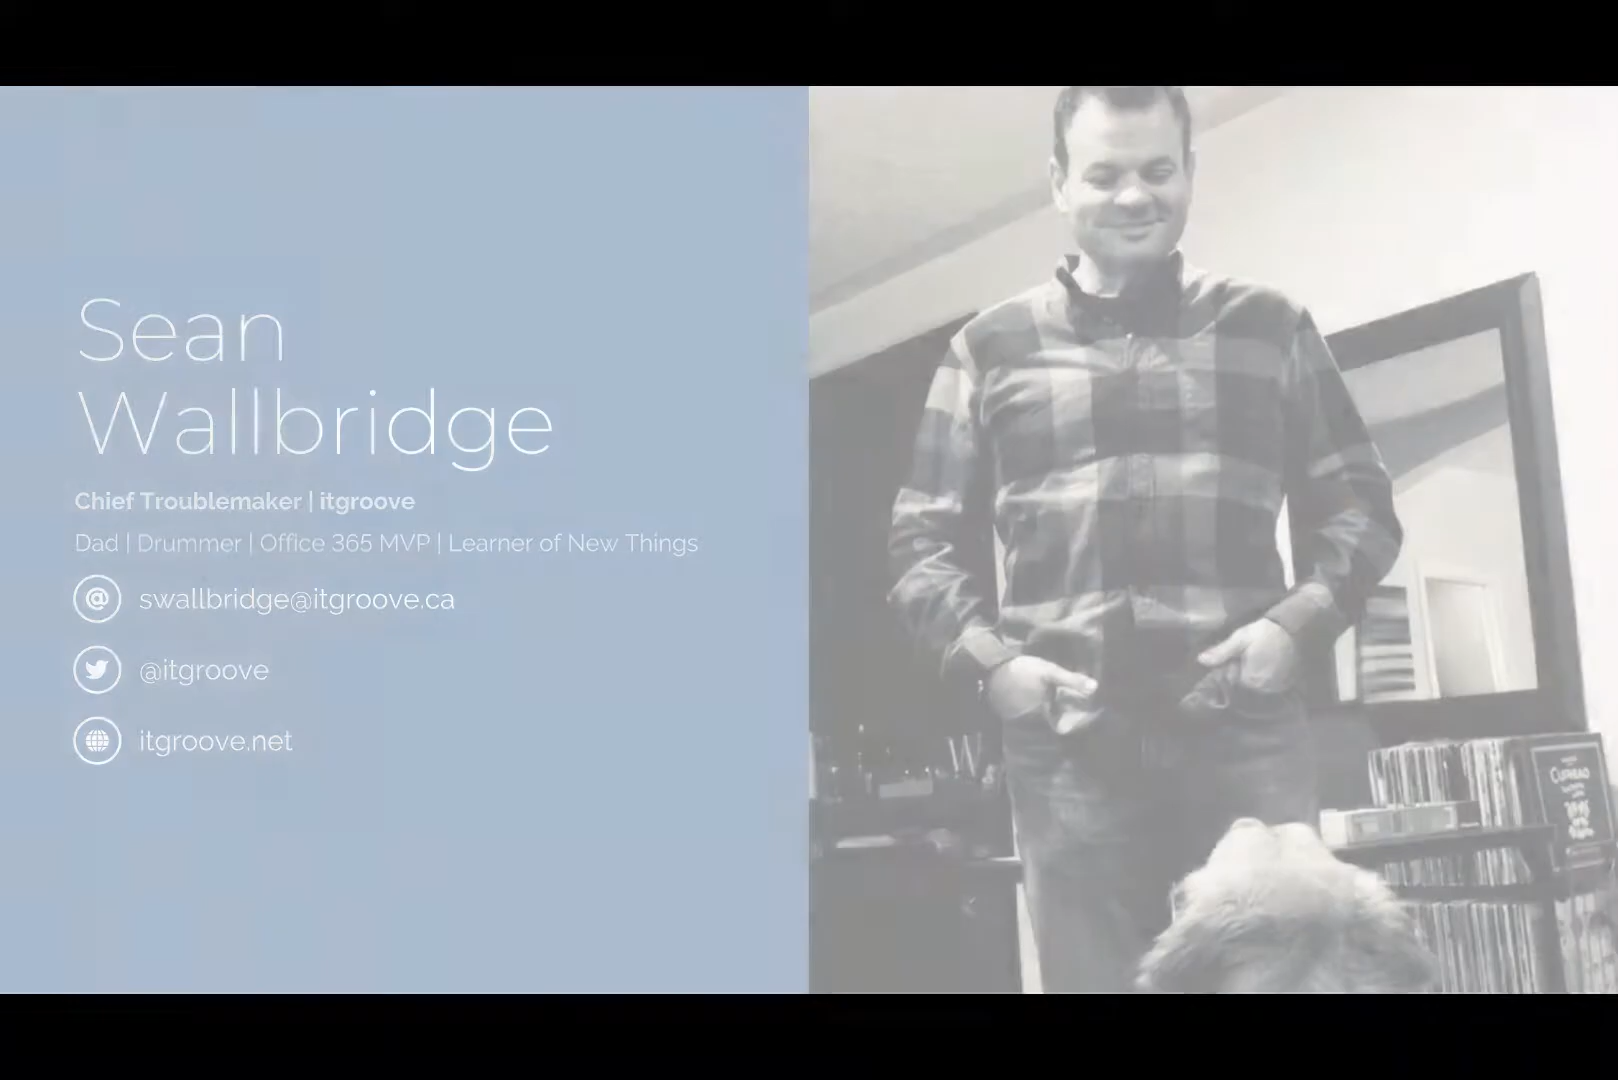 Sean
Wallbridge
Chief Troublemaker | itgroove
Dad | Drummer | Office 365 MVP | Learner of New Things
swallbridge@itgroove.ca
@itgroove
itgroove.net
W
CUPHEAD